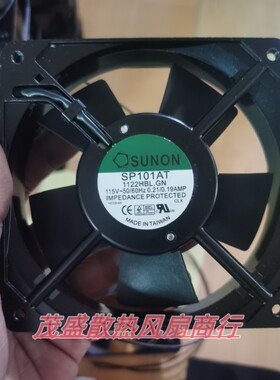 SUNON
SP101AT
1122HBL.GN
115V~50/60Hz 0.21/0.19AMP
IMPEDANCE PROTECTED
MADE IN TAIWAN
茂盛散热风扇商行